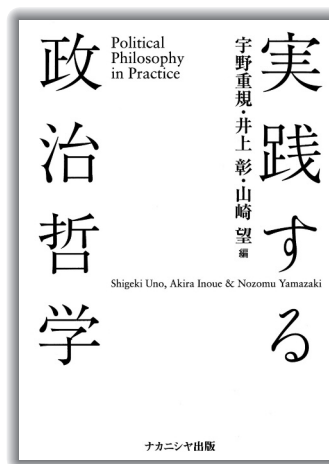 実践する
政治哲学
Political
Philosophy
in Practice
宇野重規・井上 彰・山崎 望 編
Shigeki Uno, Akira Inoue & Nozomu Yamazaki
ナカニシヤ出版